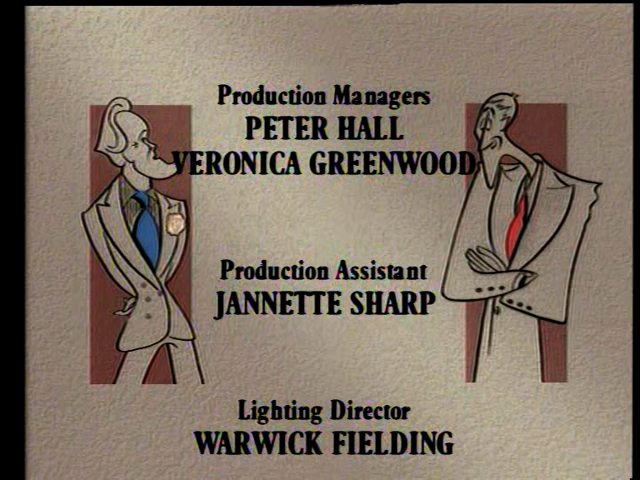 Production Managers
PETER HALL
VERONICA GREENWOOD
Production Assistant
JANNETTE SHARP
Lighting Director
WARWICK FIELDING